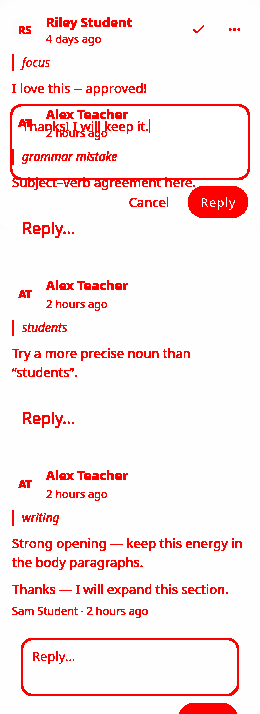 RS Riley Student
4 days ago
focus
I love this – approved!
AT Alex Teacher
Thanks! I will keep it.
2 hours ago
grammar mistake
Subject–verb agreement here.
Cancel Reply
Reply...
AT Alex Teacher
2 hours ago
students
Try a more precise noun than
“students”.
Reply...
AT Alex Teacher
2 hours ago
writing
Strong opening — keep this energy in
the body paragraphs.
Thanks — I will expand this section.
Sam Student · 2 hours ago
Reply...